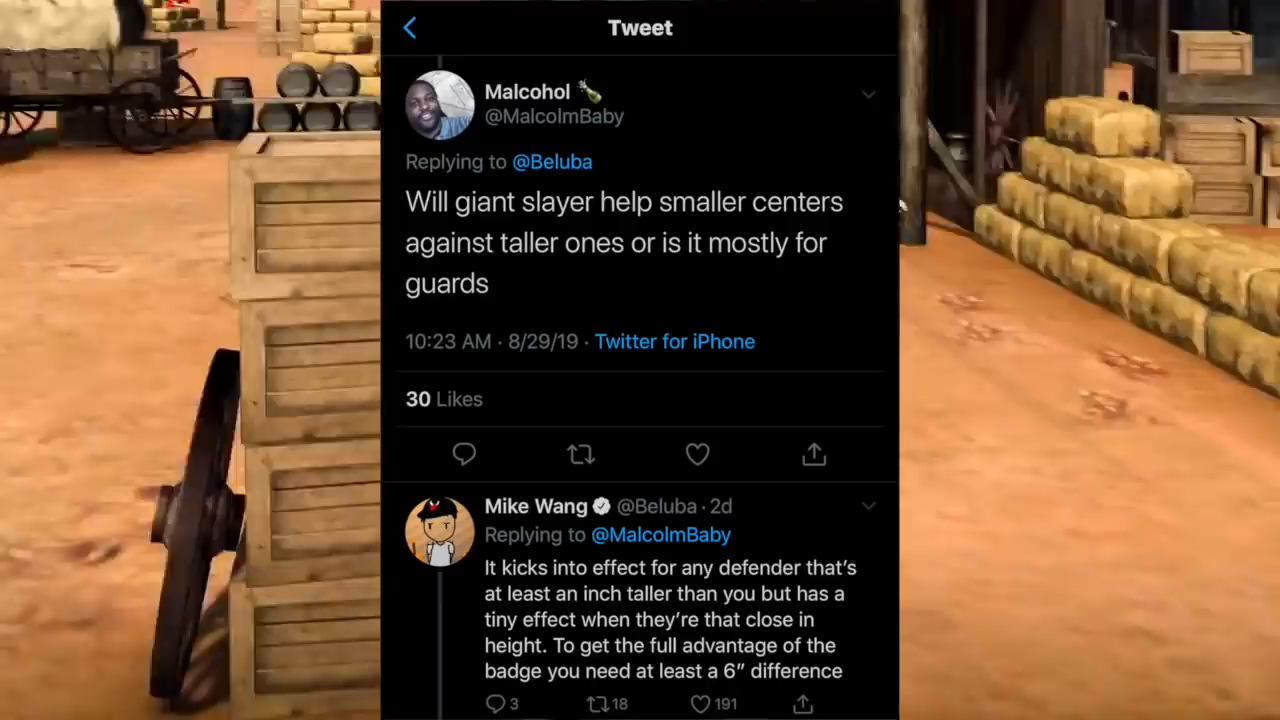 Tweet
Malcohol 🍾
@MalcolmBaby
Replying to @Beluba
Will giant slayer help smaller centers
against taller ones or is it mostly for
guards
10:23 AM · 8/29/19 · Twitter for iPhone
30 Likes
Mike Wang @Beluba · 2d
Replying to @MalcolmBaby
It kicks into effect for any defender that's
at least an inch taller than you but has a
tiny effect when they're that close in
height. To get the full advantage of the
badge you need at least a 6” difference
3 18 191